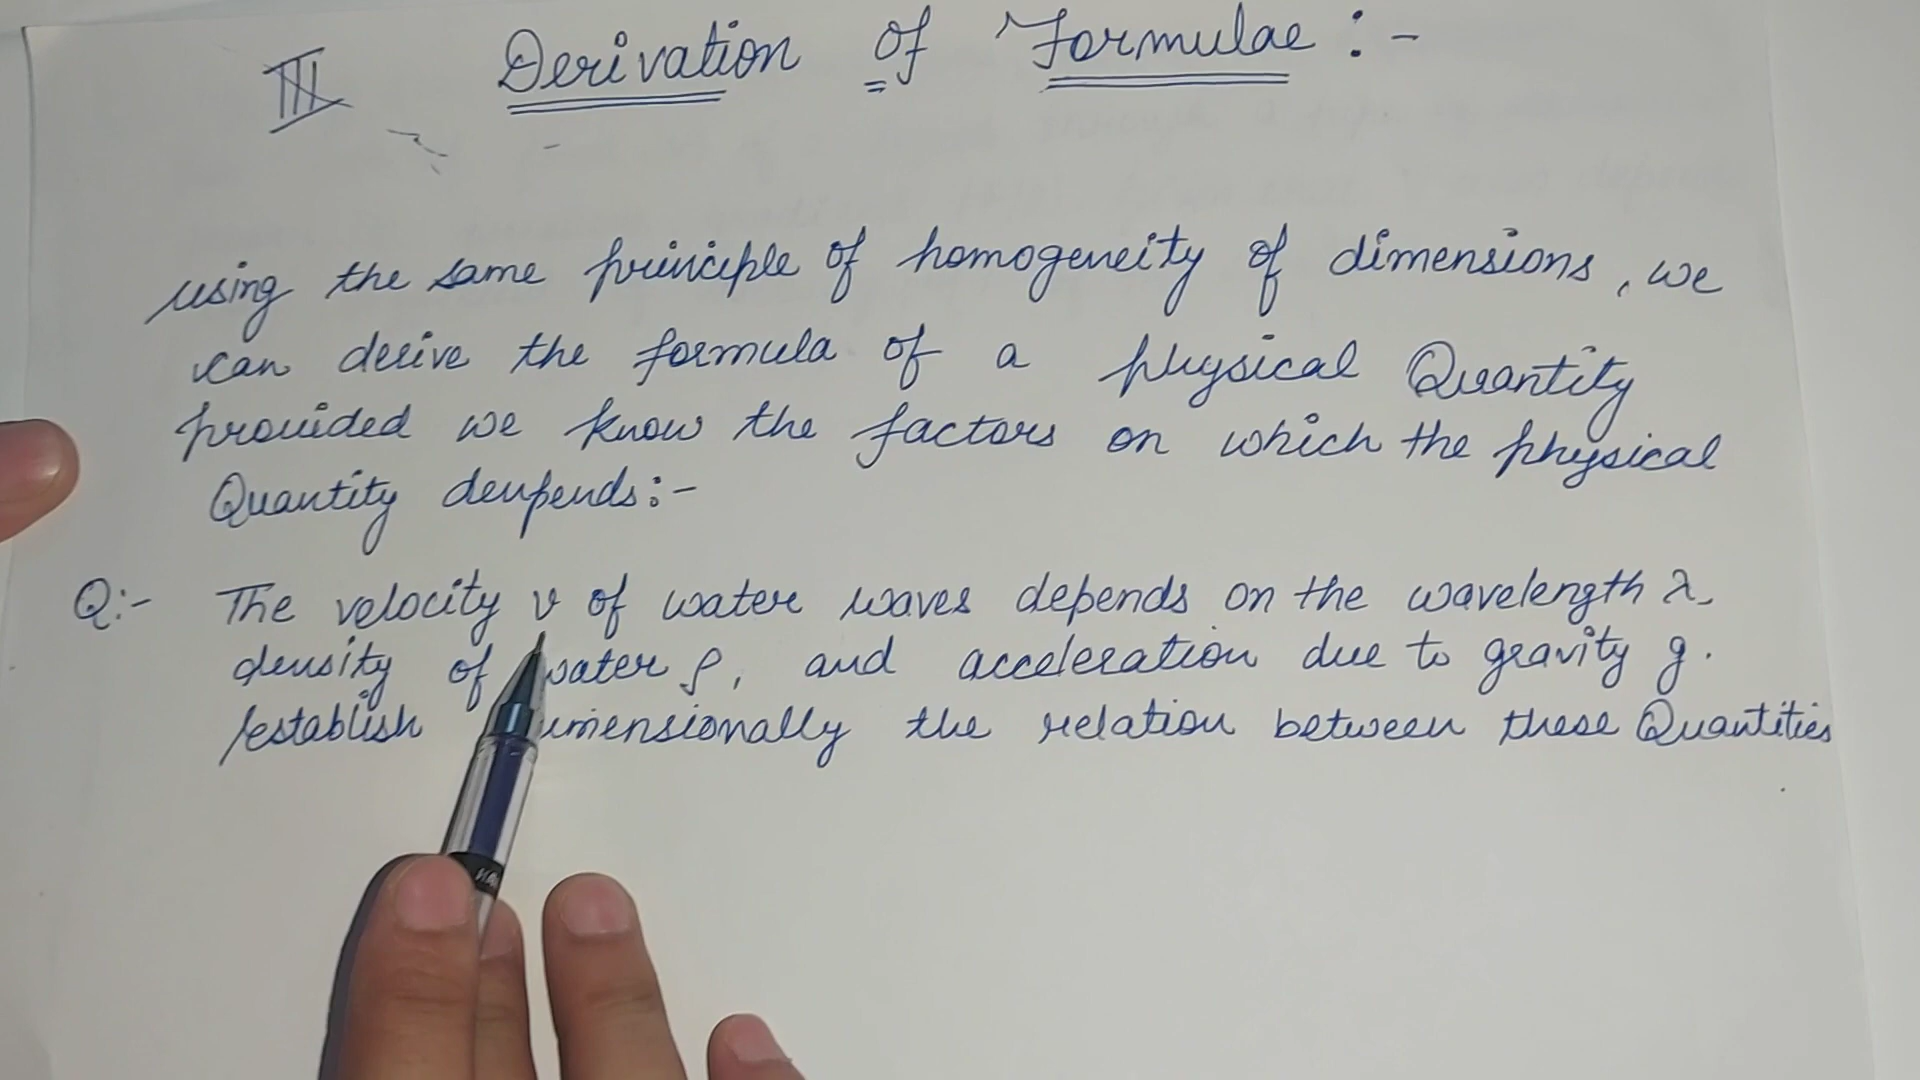 III Derivation of Formulae :-
using the same principle of homogeneity of dimensions, we
can derive the formula of a physical Quantity
provided we know the factors on which the physical
Quantity denpends:-
Q:- The velocity v of water waves depends on the wavelength λ,
density of water ρ, and acceleration due to gravity g.
establish the relation between these Quantities